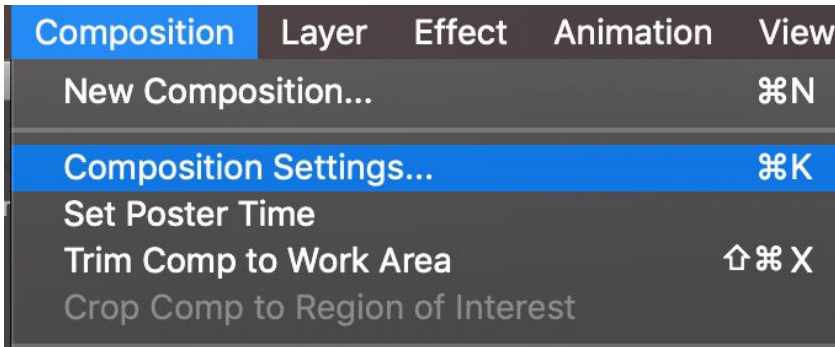 Composition Layer Effect Animation View
New Composition... ⌘N
Composition Settings... ⌘K
Set Poster Time
Trim Comp to Work Area ⇧⌘X
Crop Comp to Region of Interest